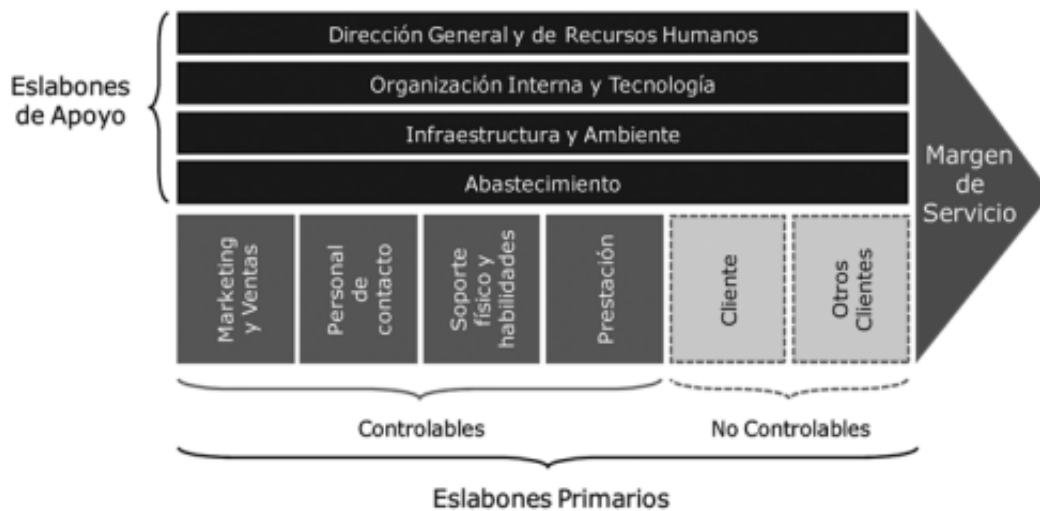 Dirección General y de Recursos Humanos
Organización Interna y Tecnología
Infraestructura y Ambiente
Abastecimiento
Eslabones
de Apoyo
Margen
de
Servicio
Marketing
y Ventas
Personal
de
contacto
Soporte
físico y
habilidades
Prestación
Cliente
Otros
Clientes
Controlables
No Controlables
Eslabones Primarios